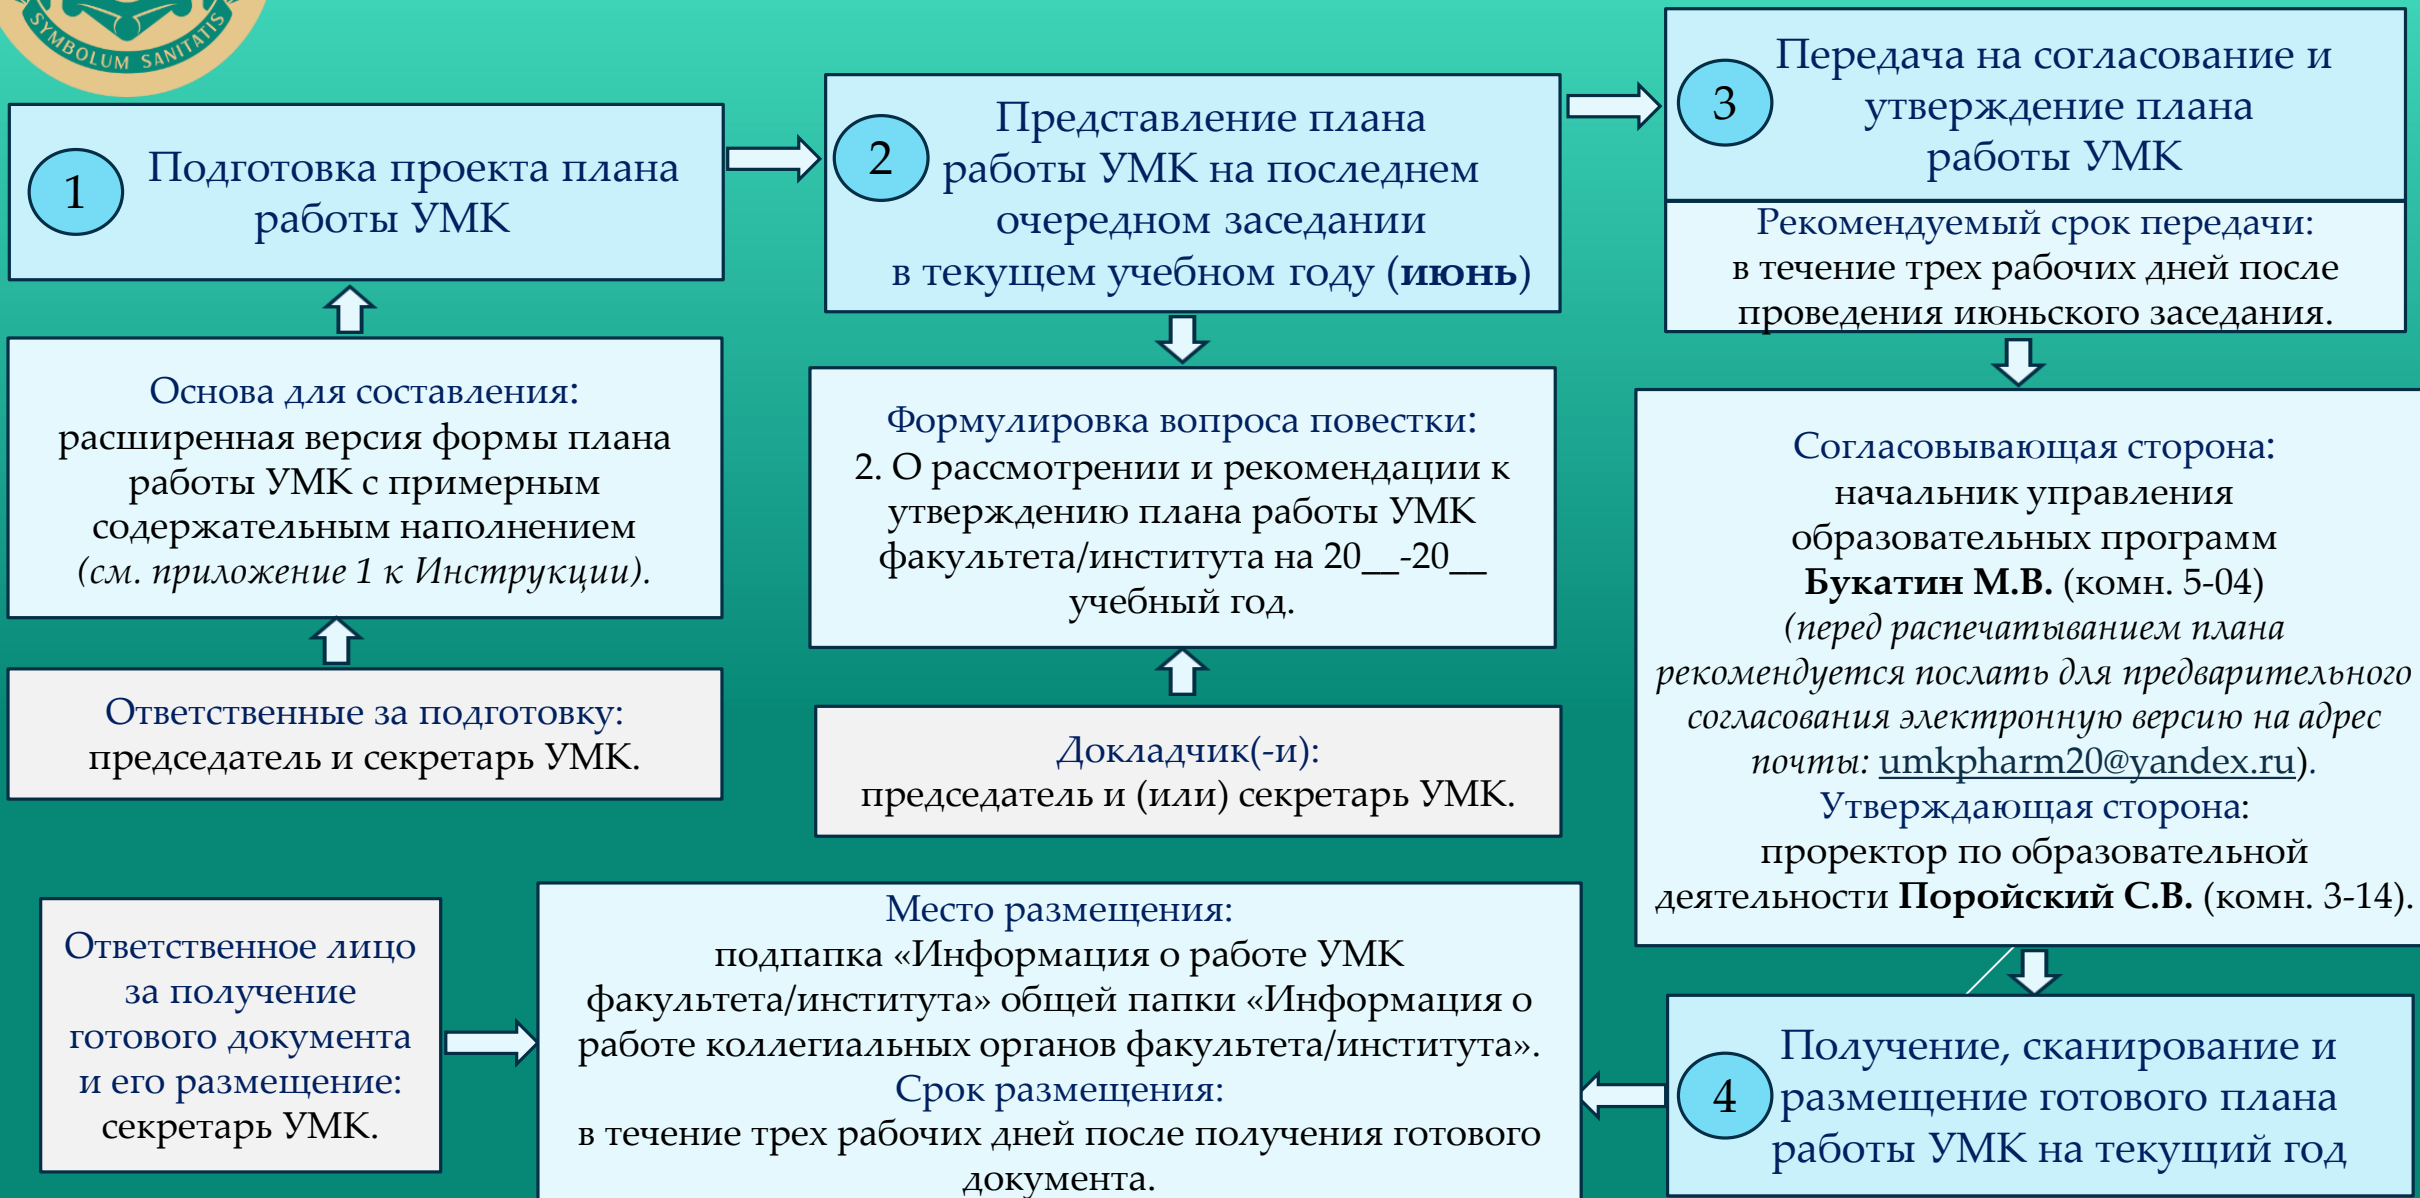 SYMBOLUM SANITATIS
1
Подготовка проекта плана
работы УМК
Основа для составления:
расширенная версия формы плана
работы УМК с примерным
содержательным наполнением
(см. приложение 1 к Инструкции).
Ответственные за подготовку:
председатель и секретарь УМК.
2
Представление плана
работы УМК на последнем
очередном заседании
в текущем учебном году (июнь)
Формулировка вопроса повестки:
2. О рассмотрении и рекомендации к
утверждению плана работы УМК
факультета/института на 20__-20__
учебный год.
Докладчик(-и):
председатель и (или) секретарь УМК.
3
Передача на согласование и
утверждение плана
работы УМК
Рекомендуемый срок передачи:
в течение трех рабочих дней после
проведения июньского заседания.
Согласовывающая сторона:
начальник управления
образовательных программ
Букатин М.В. (комн. 5-04)
(перед распечатыванием плана
рекомендуется послать для предварительного
согласования электронную версию на адрес
почты: umkpharm20@yandex.ru).
Утверждающая сторона:
проректор по образовательной
деятельности Поройский С.В. (комн. 3-14).
4
Получение, сканирование и
размещение готового плана
работы УМК на текущий год
Место размещения:
подпапка «Информация о работе УМК
факультета/института» общей папки «Информация о
работе коллегиальных органов факультета/института».
Срок размещения:
в течение трех рабочих дней после получения готового
документа.
Ответственное лицо
за получение
готового документа
и его размещение:
секретарь УМК.